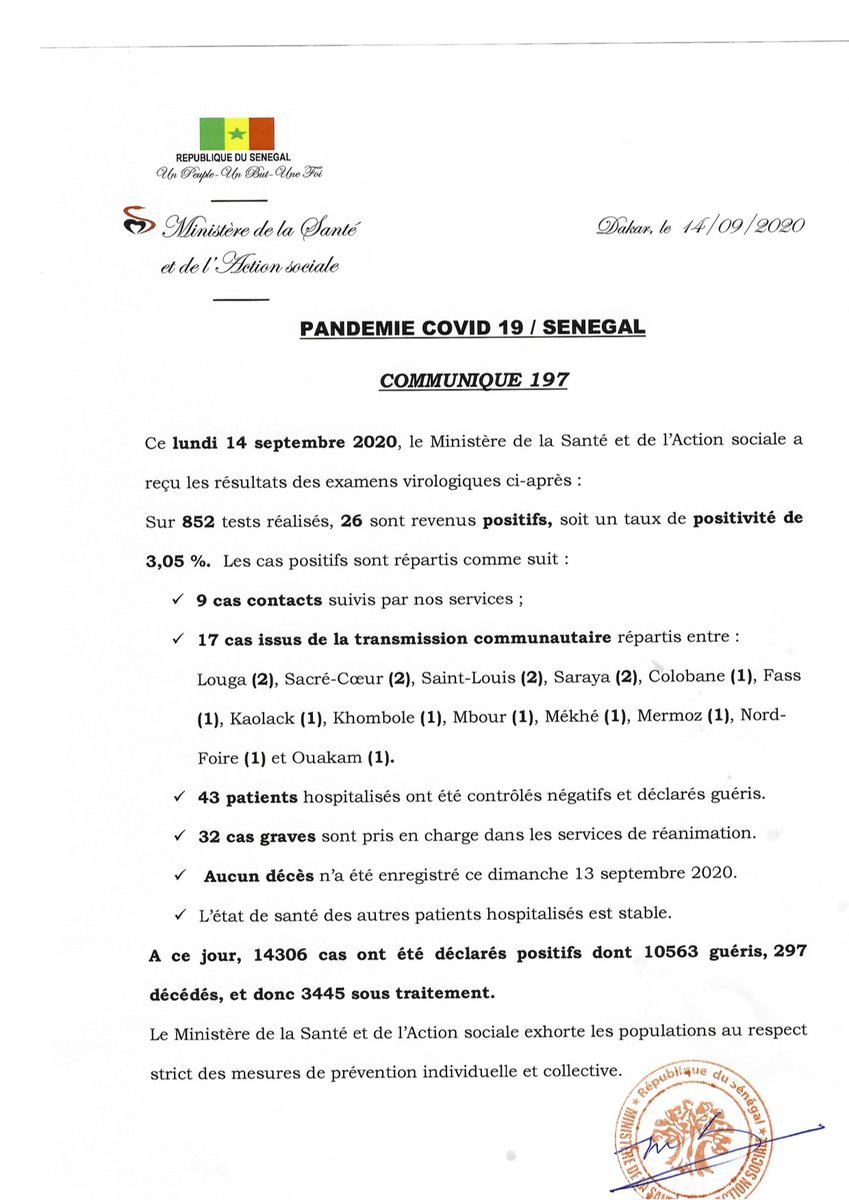 REPUBLIQUE DU SENEGAL
Un Peuple-Un But-Une Foi
Ministère de la Santé
et de l'Action sociale
Dakar, le 14/09/2020
PANDEMIE COVID 19 / SENEGAL
COMMUNIQUE 197
Ce lundi 14 septembre 2020, le Ministère de la Santé et de l'Action sociale a
reçu les résultats des examens virologiques ci-après :
Sur 852 tests réalisés, 26 sont revenus positifs, soit un taux de positivité de
3,05 %. Les cas positifs sont répartis comme suit :
✓ 9 cas contacts suivis par nos services ;
✓ 17 cas issus de la transmission communautaire répartis entre :
Louga (2), Sacré-Cœur (2), Saint-Louis (2), Saraya (2), Colobane (1), Fass
(1), Kaolack (1), Khombole (1), Mbour (1), Mékhé (1), Mermoz (1), Nord-
Foire (1) et Ouakam (1).
✓ 43 patients hospitalisés ont été contrôlés négatifs et déclarés guéris.
✓ 32 cas graves sont pris en charge dans les services de réanimation.
✓ Aucun décès n'a été enregistré ce dimanche 13 septembre 2020.
✓ L'état de santé des autres patients hospitalisés est stable.
A ce jour, 14306 cas ont été déclarés positifs dont 10563 guéris, 297
décédés, et donc 3445 sous traitement.
Le Ministère de la Santé et de l'Action sociale exhorte les populations au respect
strict des mesures de prévention individuelle et collective.
République du Sénégal
MINISTÈRE DE LA SANTÉ ACTION SOCIALE